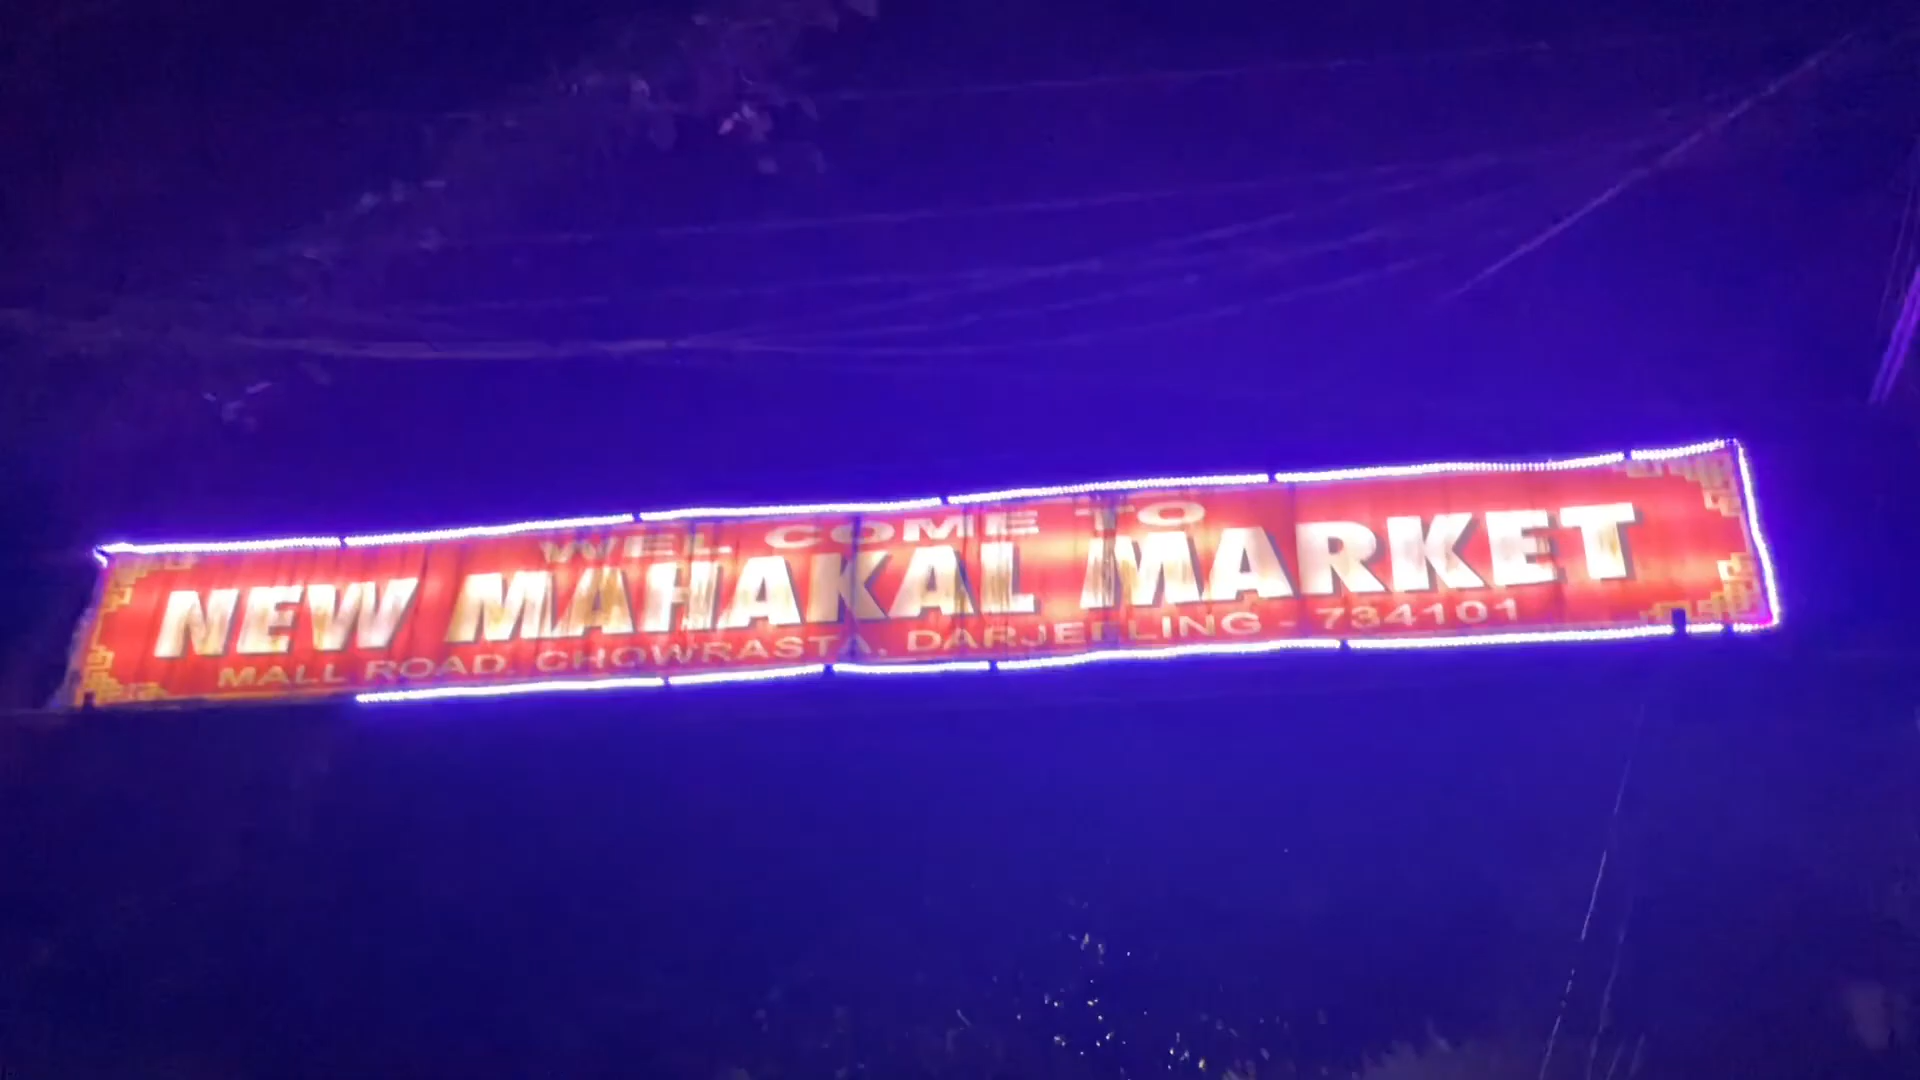 WEL COME TO
NEW MAHAKAL MARKET
MALL ROAD, CHOWRASTA, DARJEELING - 734101